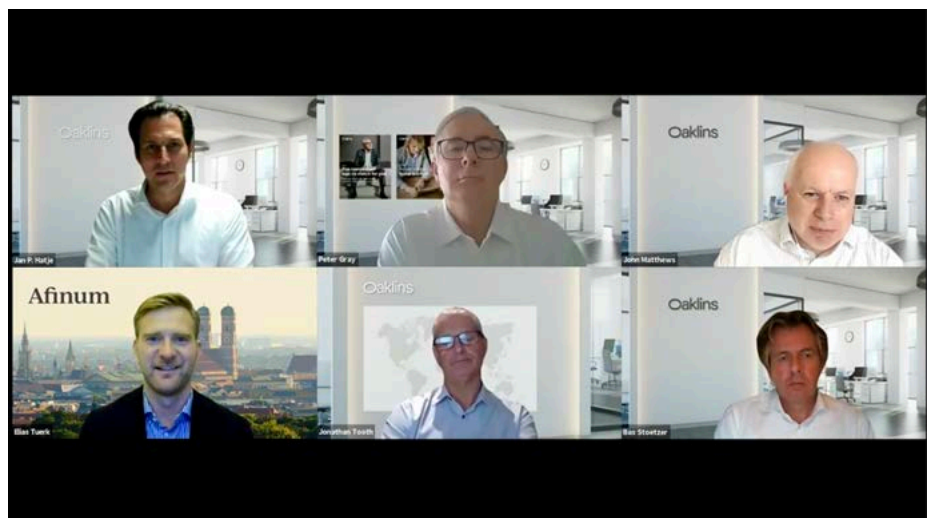 Oaklins
Jan P. Hatje
Peter Gray
Oaklins
John Matthews
Afinum
Elias Tuerk
Oaklins
Jonathan Tooth
Oaklins
Bas Stoetzer